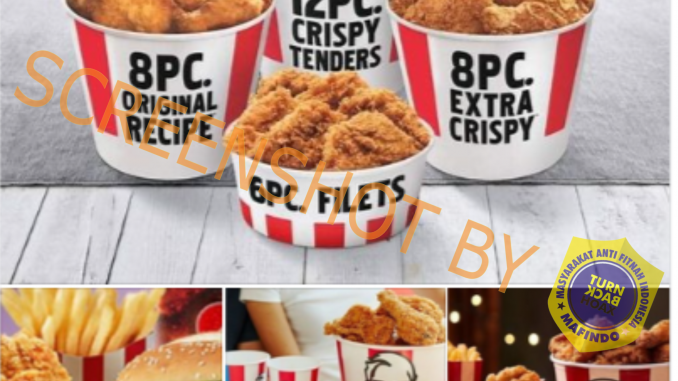 12PC.
CRISPY
TENDERS
8PC.
ORIGINAL
RECIPE
8PC.
EXTRA
CRISPY
6PC. FILETS
SCREENSHOT BY
MASYARAKAT ANTI FITNAH INDONESIA
TURN
BACK
HOAX
MAFINDO